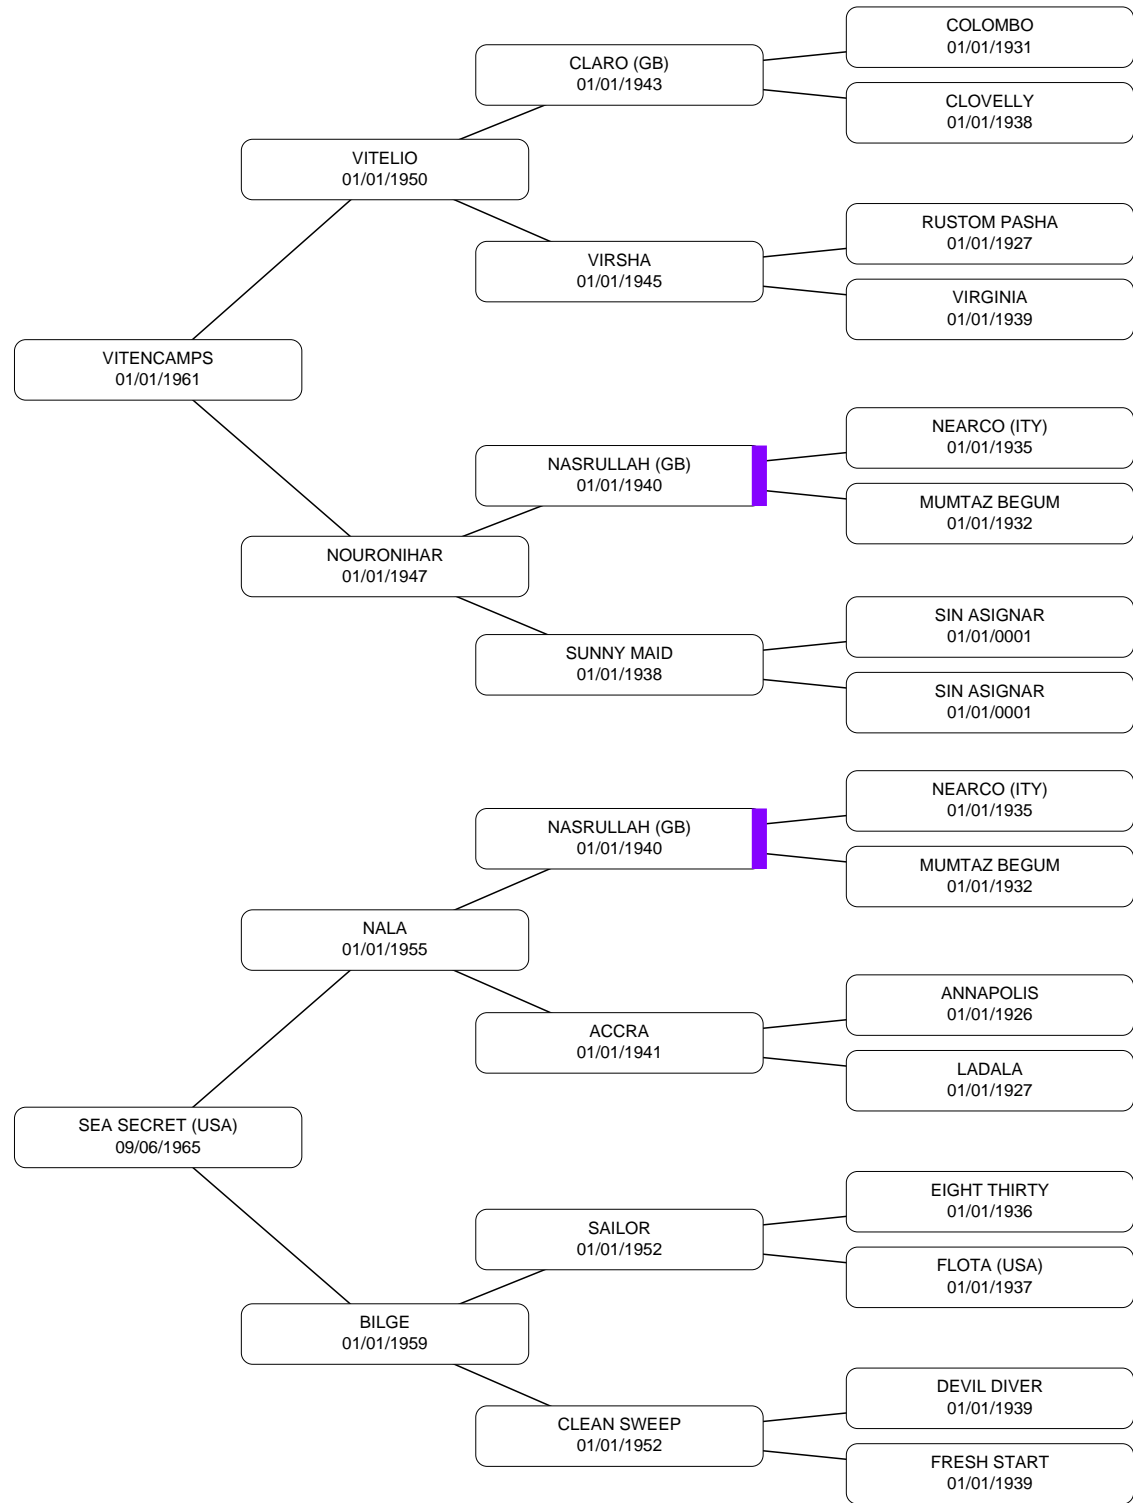 COLOMBO
01/01/1931
CLARO (GB)
01/01/1943
CLOVELLY
01/01/1938
VITELIO
01/01/1950
RUSTOM PASHA
01/01/1927
VIRSHA
01/01/1945
VIRGINIA
01/01/1939
VITENCAMPS
01/01/1961
NEARCO (ITY)
01/01/1935
NASRULLAH (GB)
01/01/1940
MUMTAZ BEGUM
01/01/1932
NOURONIHAR
01/01/1947
SIN ASIGNAR
01/01/0001
SUNNY MAID
01/01/1938
SIN ASIGNAR
01/01/0001
NEARCO (ITY)
01/01/1935
NASRULLAH (GB)
01/01/1940
MUMTAZ BEGUM
01/01/1932
NALA
01/01/1955
ANNAPOLIS
01/01/1926
ACCRA
01/01/1941
LADALA
01/01/1927
SEA SECRET (USA)
09/06/1965
EIGHT THIRTY
01/01/1936
SAILOR
01/01/1952
FLOTA (USA)
01/01/1937
BILGE
01/01/1959
DEVIL DIVER
01/01/1939
CLEAN SWEEP
01/01/1952
FRESH START
01/01/1939